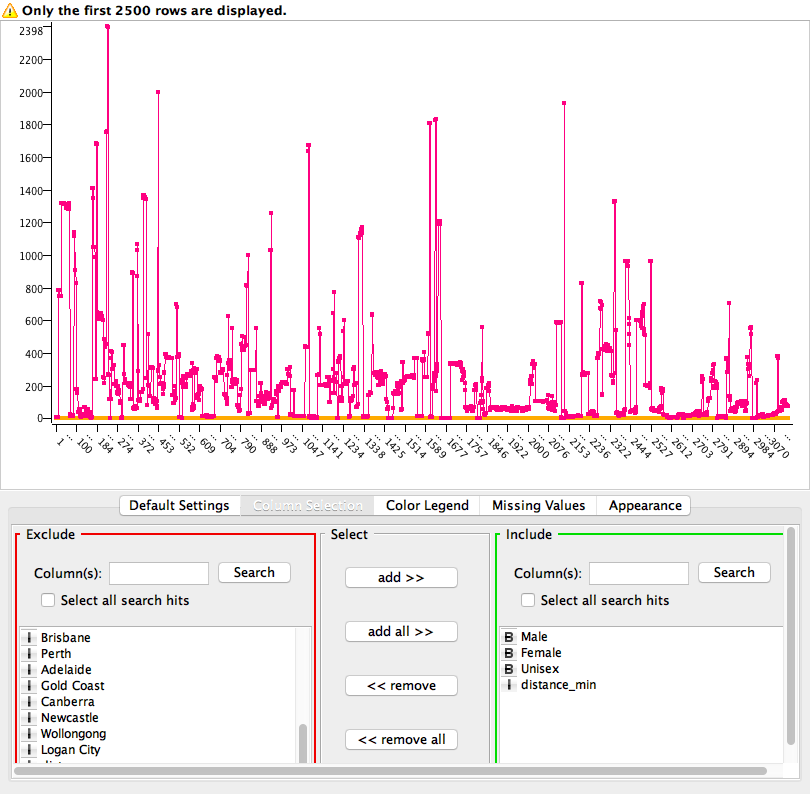 Only the first 2500 rows are displayed.
2398
2200
2000
1800
1600
1400
1200
1000
800
600
400
200
0
1 100 184 274 372 453 532 609 704 790 888 973 1047 1141 1234 1338 1425 1514 1589 1677 1757 1846 1922 2000 2076 2153 2236 2322 2444 2527 2612 2703 2791 2894 2984 3070
Default Settings Column Selection Color Legend Missing Values Appearance
Exclude Select Include
Column(s): Search add >> Column(s): Search
Select all search hits Select all search hits
add all >>
Brisbane B Male
Perth B Female
Adelaide B Unisex
Gold Coast << remove I distance_min
Canberra
Newcastle
Wollongong << remove all
Logan City